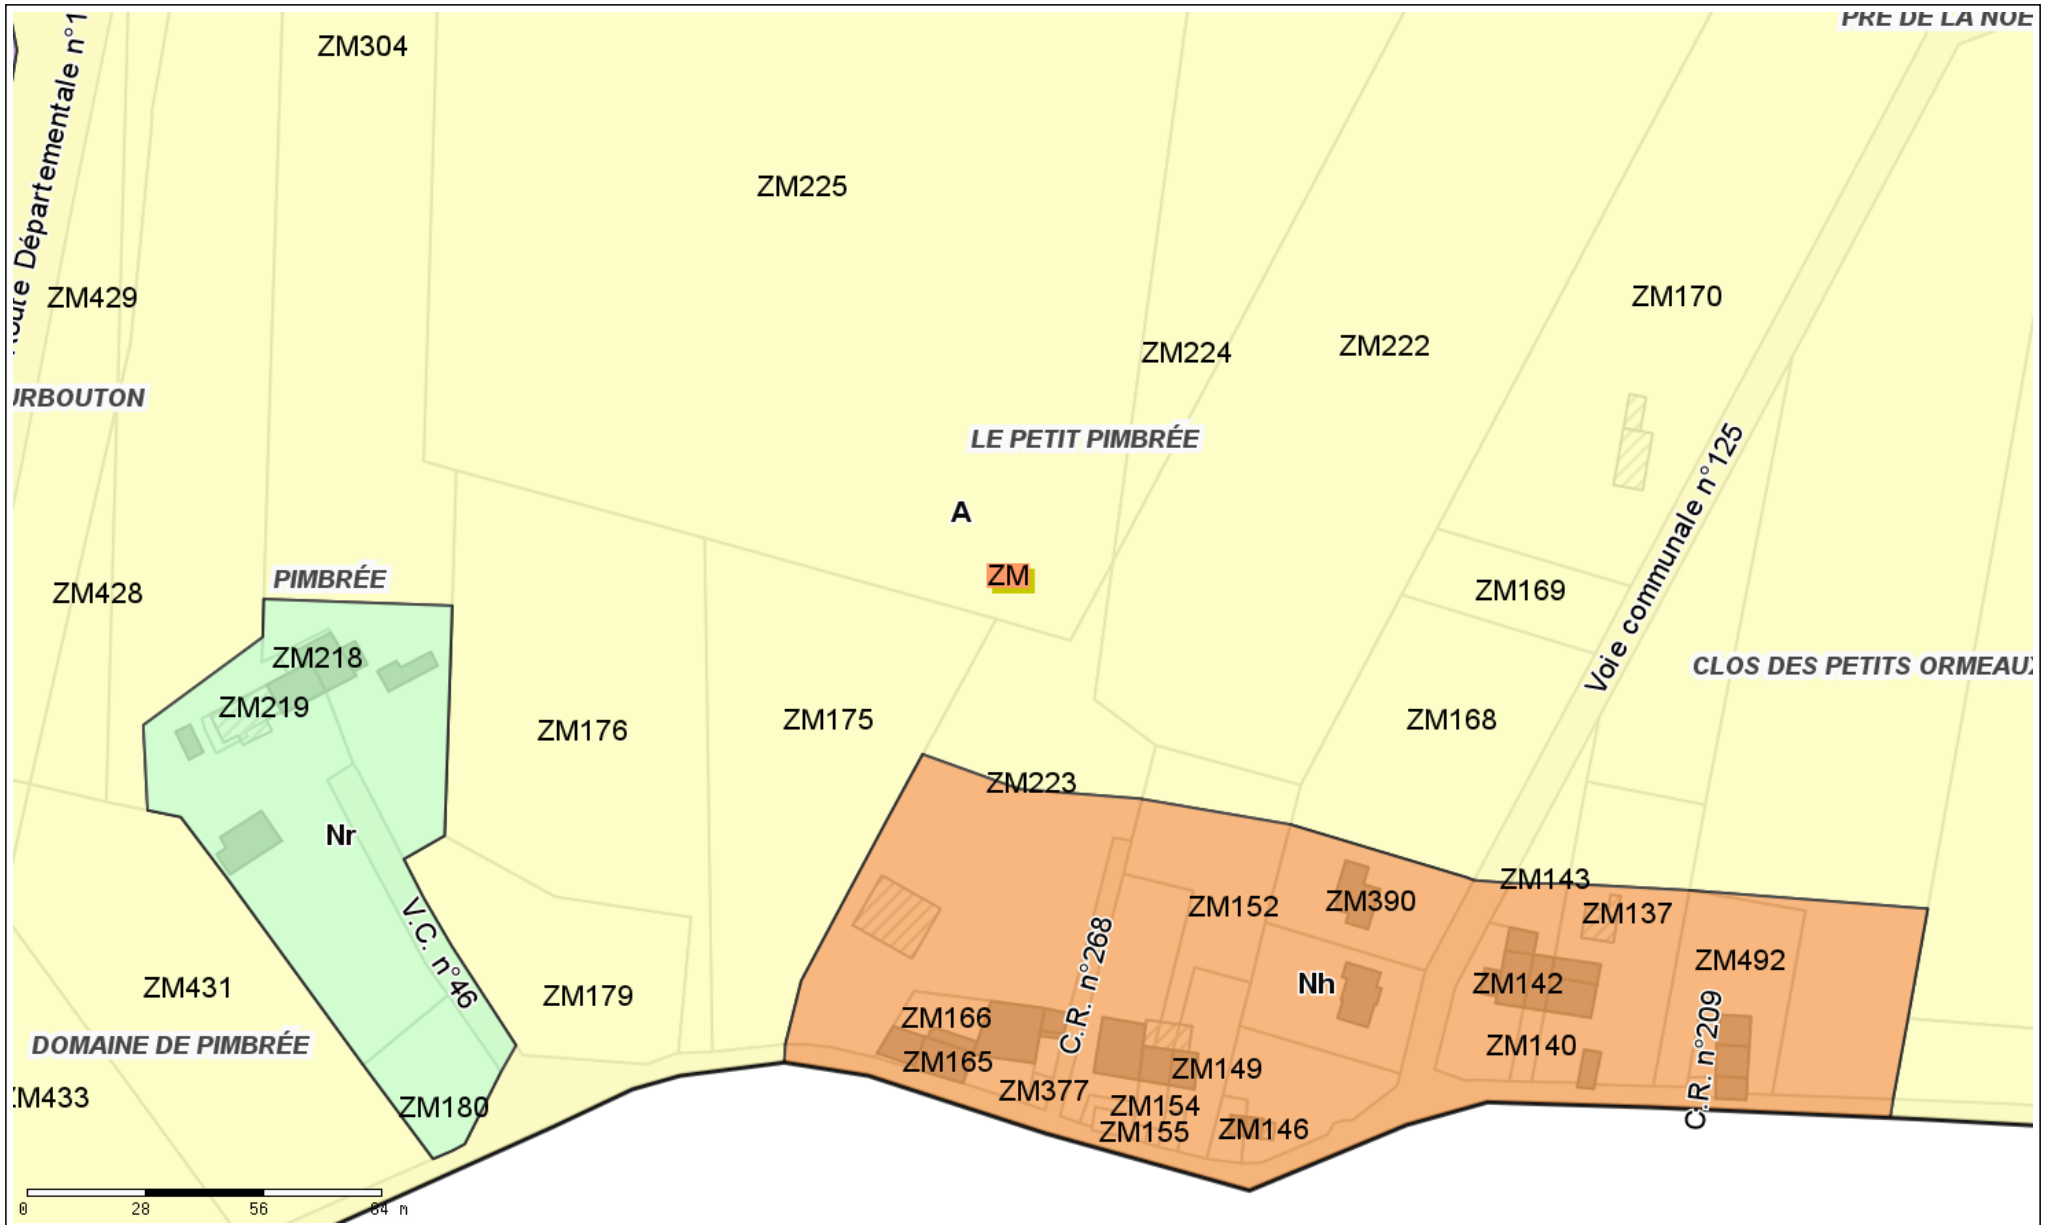 PRE DE LA NOE
ZM304
Route Départementale n°1
ZM225
ZM429
ZM170
ZM224
ZM222
URBOUTON
LE PETIT PIMBRÉE
A
Voie communale n°125
ZM
PIMBRÉE
ZM428
ZM169
ZM218
CLOS DES PETITS ORMEAUX
ZM219
ZM176
ZM175
ZM168
ZM223
Nr
ZM143
ZM152
ZM390
ZM137
V.C. n°46
C.R. n°268
ZM492
ZM431
ZM179
Nh
ZM142
ZM166
C.R. n°209
DOMAINE DE PIMBRÉE
ZM165
ZM140
ZM149
ZM377
ZM433
ZM180
ZM154
ZM155
ZM146
0 28 56 84 m